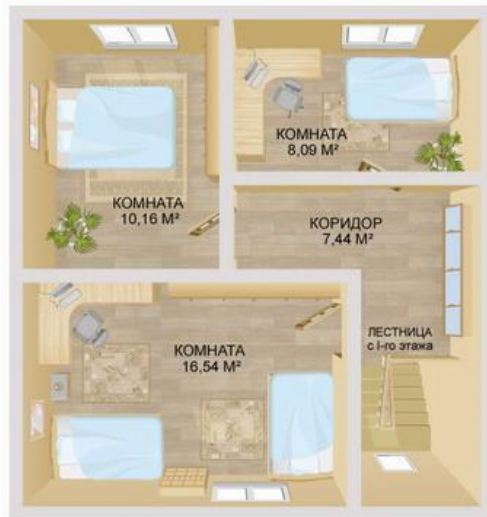 КОМНАТА
8,09 М²
КОМНАТА
10,16 М²
КОРИДОР
7,44 М²
КОМНАТА
16,54 М²
ЛЕСТНИЦА
с I-го этажа